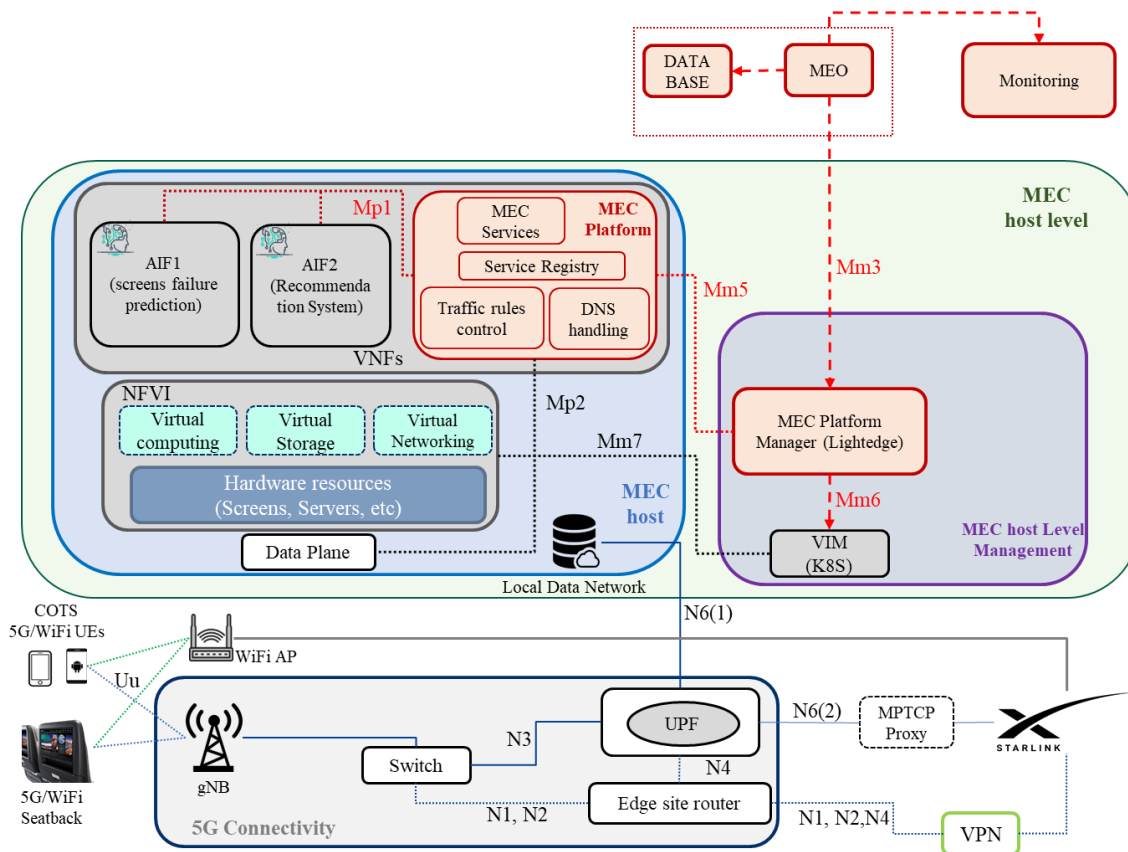 DATA
BASE
MEO
Monitoring
MEC
host level
Mp1
MEC
Platform
MEC
Services
Service Registry
Traffic rules
control
DNS
handling
AIF1
(screens failure
prediction)
AIF2
(Recommenda
tion System)
VNFs
Mm5
Mm3
NFVI
Virtual
computing
Virtual
Storage
Virtual
Networking
Hardware resources
(Screens, Servers, etc)
Mp2
Mm7
MEC
host
MEC Platform
Manager (Lightedge)
Mm6
VIM
(K8S)
MEC host Level
Management
Data Plane
Local Data Network
N6(1)
COTS
5G/WiFi UEs
WiFi AP
Uu
5G/WiFi
Seatback
gNB
Switch
N3
UPF
N4
N1, N2
Edge site router
5G Connectivity
N6(2)
MPTCP
Proxy
STARLINK
N1, N2,N4
VPN